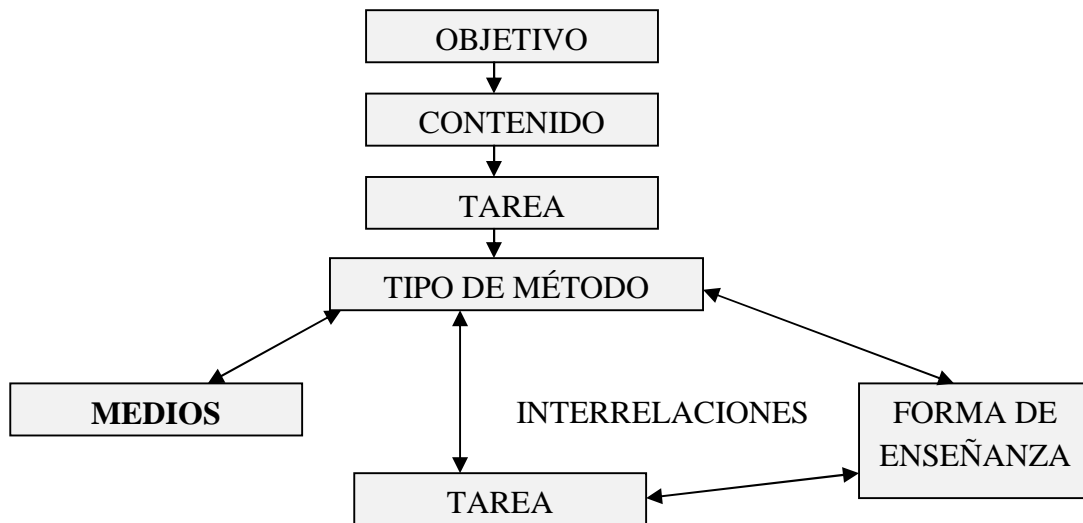 OBJETIVO
CONTENIDO
TAREA
TIPO DE MÉTODO
MEDIOS
INTERRELACIONES
FORMA DE
ENSEÑANZA
TAREA